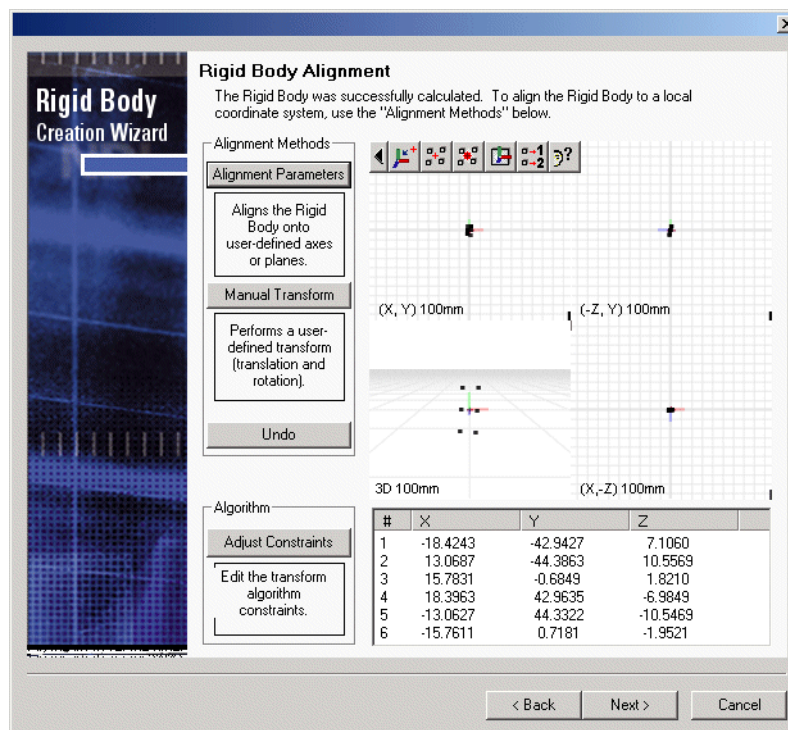 Rigid Body
Creation Wizard
Rigid Body Alignment
The Rigid Body was successfully calculated. To align the Rigid Body to a local
coordinate system, use the "Alignment Methods" below.
Alignment Methods
Alignment Parameters
Aligns the Rigid
Body onto
user-defined axes
or planes.
Manual Transform
Performs a user-
defined transform
(translation and
rotation).
Undo
(X, Y) 100mm
(-Z, Y) 100mm
3D 100mm
(X,-Z) 100mm
Algorithm
Adjust Constraints
Edit the transform
algorithm
constraints.
# X Y Z
1 -18.4243 -42.9427 7.1060
2 13.0687 -44.3863 10.5569
3 15.7831 -0.6849 1.8210
4 18.3963 42.9635 -6.9849
5 -13.0627 44.3322 -10.5469
6 -15.7611 0.7181 -1.9521
< Back
Next >
Cancel